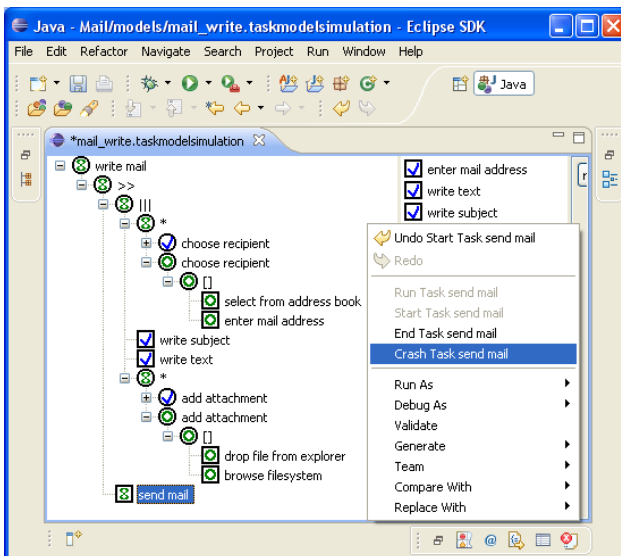 Java - Mail/models/mail_write.taskmodelsimulation - Eclipse SDK
File Edit Refactor Navigate Search Project Run Window Help
Java
*mail_write.taskmodelsimulation
write mail
>>
|||
*
choose recipient
choose recipient
[]
select from address book
enter mail address
write subject
write text
*
add attachment
add attachment
[]
drop file from explorer
browse filesystem
send mail
enter mail address
write text
write subject
Undo Start Task send mail
Redo
Run Task send mail
Start Task send mail
End Task send mail
Crash Task send mail
Run As
Debug As
Validate
Generate
Team
Compare With
Replace With